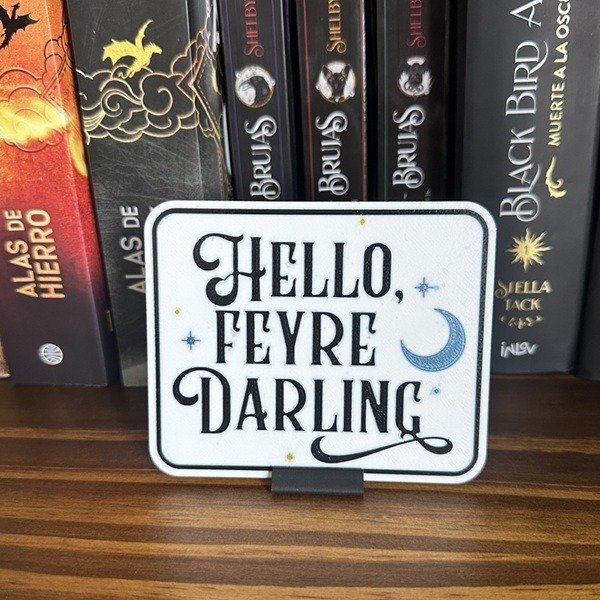 ALAS DE
HIERRO
ALAS DE
BRUJAS
SHELBY
BRUJAS
SHELBY
BRUJAS
SHELBY
BLACK BIRD A
MUERTE A LA OSC
STELLA
TACK
INLOV
HELLO,
FEYRE
DARLING